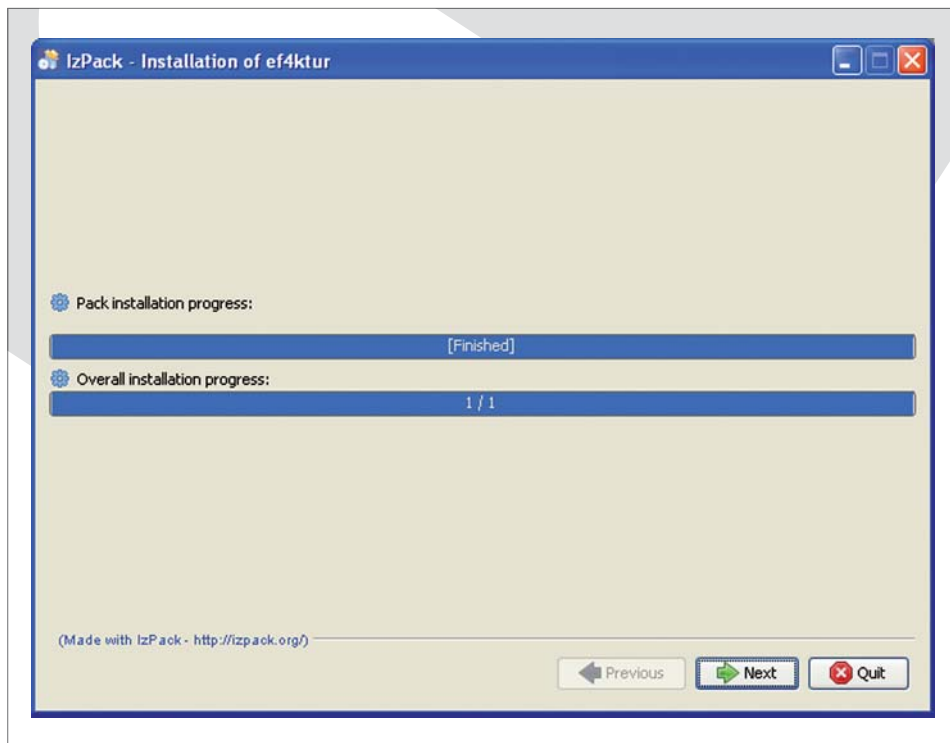 IzPack - Installation of ef4ktur
Pack installation progress:
[Finished]
Overall installation progress:
1 / 1
(Made with IzPack - http://izpack.org/)
Previous
Next
Quit